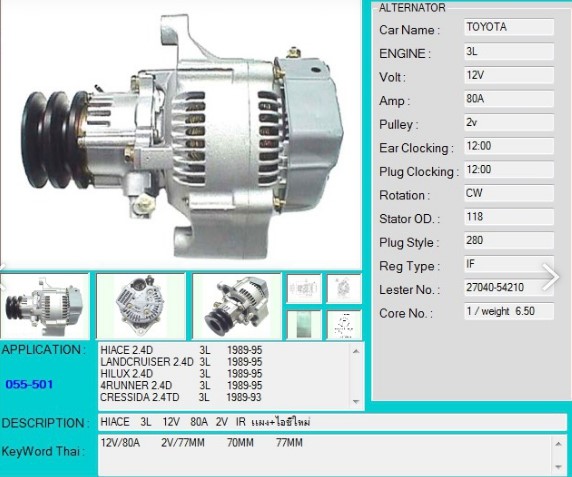 ALTERNATOR
Car Name : TOYOTA
ENGINE : 3L
Volt : 12V
Amp : 80A
Pulley : 2v
Ear Clocking : 12:00
Plug Clocking : 12:00
Rotation : CW
Stator OD. : 118
Plug Style : 280
Reg Type : IF
Lester No. : 27040-54210
Core No. : 1 / weight 6.50
APPLICATION :
055-501
HIACE 2.4D 3L 1989-95
LANDCRUISER 2.4D 3L 1989-95
HILUX 2.4D 3L 1989-95
4RUNNER 2.4D 3L 1989-95
CRESSIDA 2.4TD 3L 1989-93
DESCRIPTION : HIACE 3L 12V 80A 2V IR แผง+ไอซีใหม่
KeyWord Thai : 12V/80A 2V/77MM 70MM 77MM